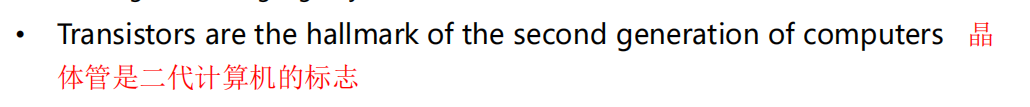 • Transistors are the hallmark of the second generation of computers 晶
体管是二代计算机的标志